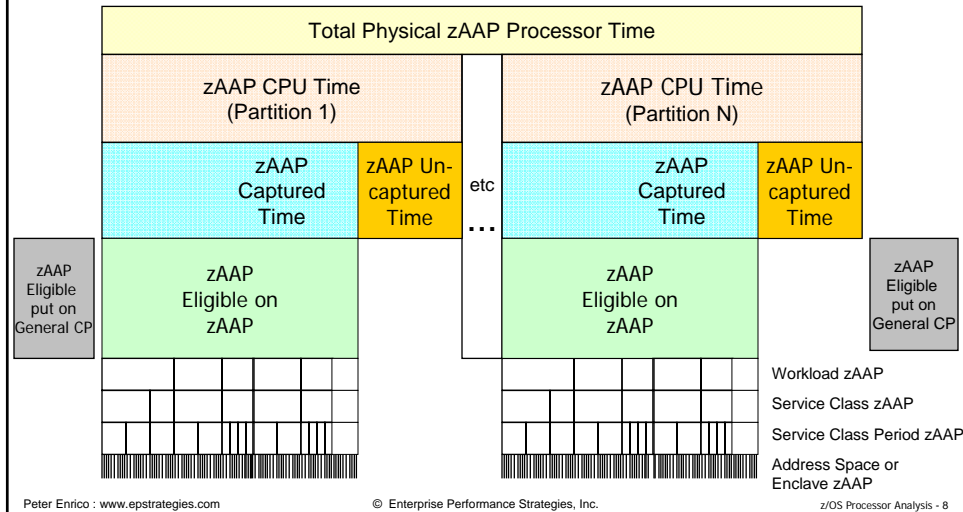 Total Physical zAAP Processor Time
zAAP CPU Time
(Partition 1)
zAAP CPU Time
(Partition N)
zAAP
Captured
Time
zAAP Un-
captured
Time
etc
...
zAAP
Captured
Time
zAAP Un-
captured
Time
zAAP
Eligible
put on
General CP
zAAP
Eligible on
zAAP
zAAP
Eligible on
zAAP
zAAP
Eligible
put on
General CP
Workload zAAP
Service Class zAAP
Service Class Period zAAP
Address Space or
Enclave zAAP
Peter Enrico : www.epstrategies.com
© Enterprise Performance Strategies, Inc.
z/OS Processor Analysis - 8